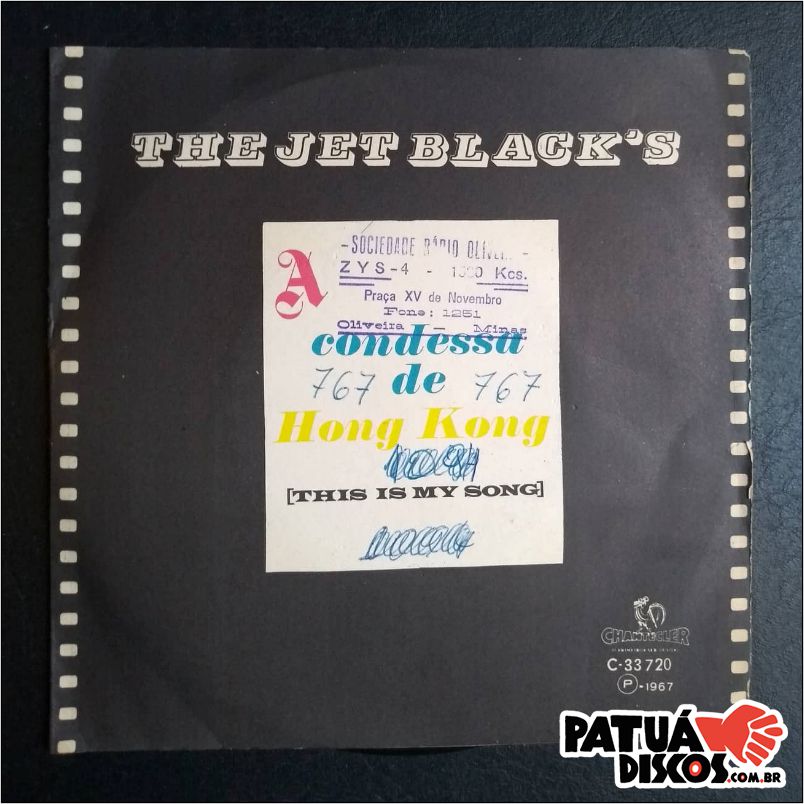 THE JET BLACK'S
A
-SOCIEDADE RÁDIO
ZYS-4 - Kcs.
Praça XV de Novembro
Fone: 1251
Oliveira - Minas
condessa
767 de 767
Hong Kong
[THIS IS MY SONG]
CHANTECLER
C-33720
Ⓟ-1967
PATUÁ
DISCOS.COM.BR